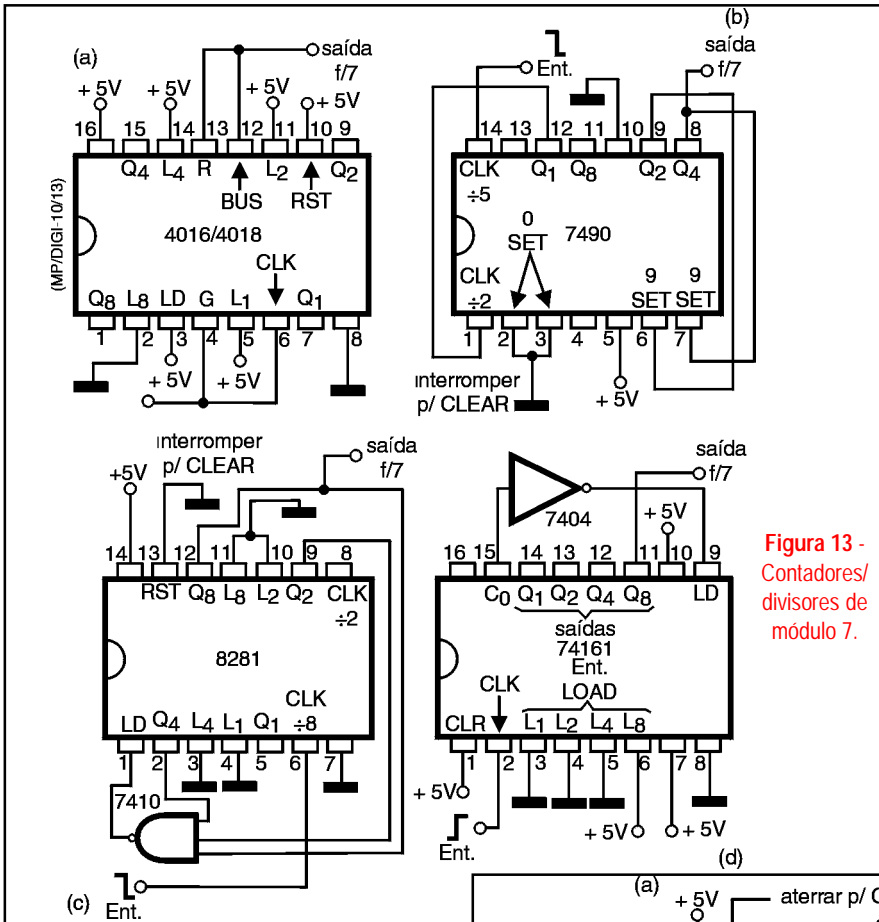 (a)
saída
f/7
+ 5V
+ 5V
+ 5V
+ 5V
16 15 14 13 12 11 10 9
Q4 L4 R L2 Q2
BUS RST
(MP/DIGI-10/13)
4016/4018
CLK
Q8 L8 LD G L1 Q1
1 2 3 4 5 6 7 8
+ 5V
+ 5V
(b)
Ent.
saída
f/7
14 13 12 11 10 9 8
CLK Q1 Q8 Q2 Q4
÷5
0
SET
7490
CLK
÷2
9 9
SET SET
1 2 3 4 5 6 7
interromper
p/ CLEAR
+ 5V
interromper
p/ CLEAR
saída
f/7
+5V
14 13 12 11 10 9 8
RST Q8 L8 L2 Q2 CLK
÷2
8281
CLK
÷8
LD Q4 L4 L1 Q1
1 2 3 4 5 6 7
7410
(c)
Ent.
saída
f/7
7404
+ 5V
16 15 14 13 12 11 10 9
C0 Q1 Q2 Q4 Q8 LD
saídas
74161
Ent.
CLK
LOAD
CLR L1 L2 L4 L8
1 2 3 4 5 6 7 8
+ 5V
Ent.
+ 5V
+ 5V
(d)
Figura 13 -
Contadores/
divisores de
módulo 7.
(a)
+ 5V
aterrar p/ C